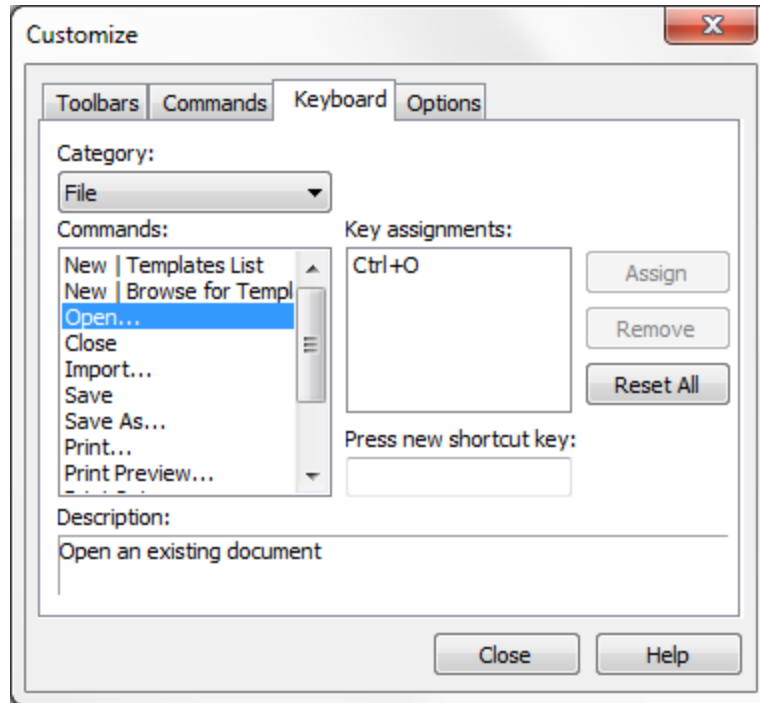 Customize
Toolbars Commands Keyboard Options
Category:
File
Commands:
New | Templates List
New | Browse for Templ
Open...
Close
Import...
Save
Save As...
Print...
Print Preview...
Key assignments:
Ctrl+O
Assign
Remove
Reset All
Press new shortcut key:
Description:
Open an existing document
Close Help